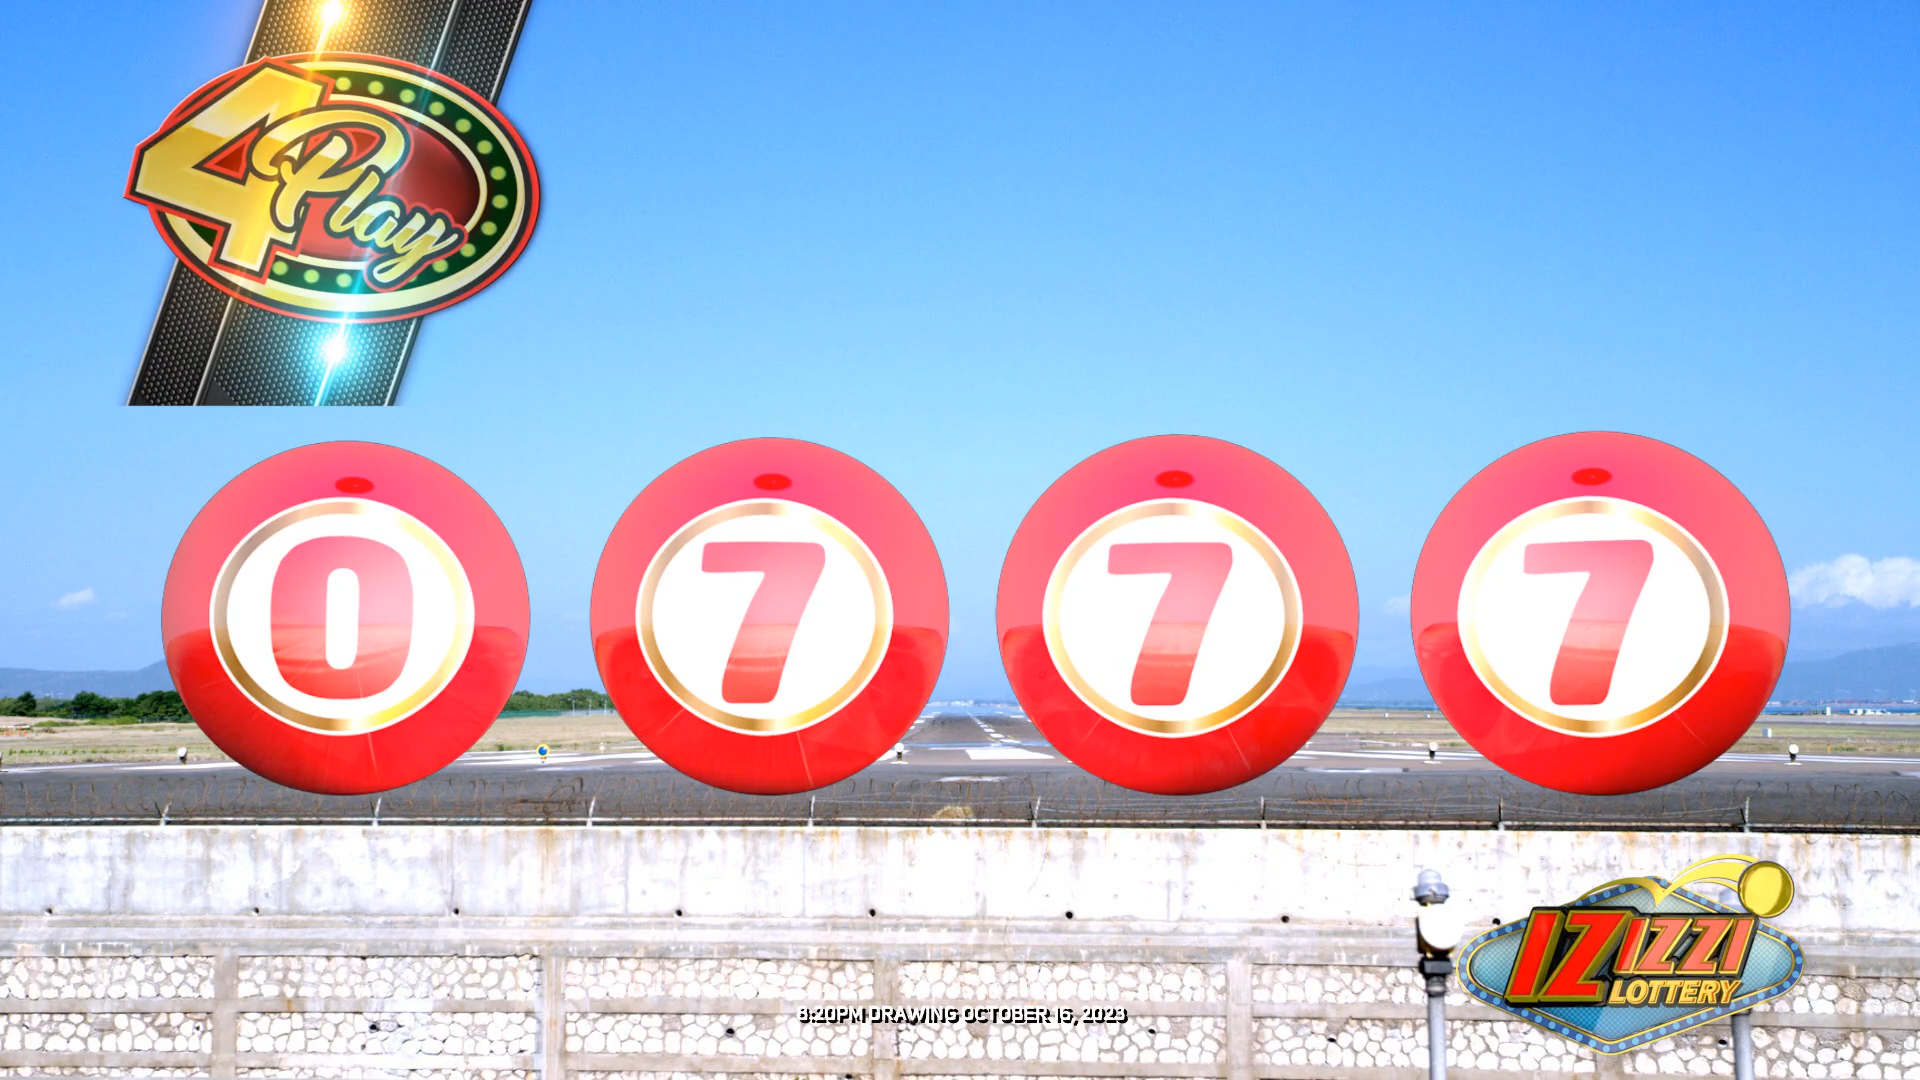 4Play
0 7 7 7
IZIZZI
LOTTERY
8:20PM DRAWING OCTOBER 16, 2023